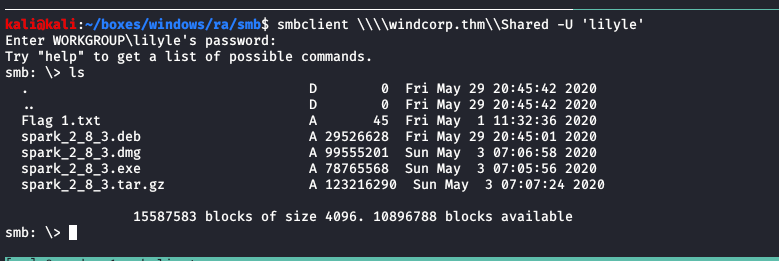 kali@kali:~/boxes/windows/ra/smb$ smbclient \\\\windcorp.thm\\Shared -U 'lilyle'
Enter WORKGROUP\lilyle's password:
Try "help" to get a list of possible commands.
smb: \> ls
  .                                   D        0  Fri May 29 20:45:42 2020
  ..                                  D        0  Fri May 29 20:45:42 2020
  Flag 1.txt                          A       45  Fri May  1 11:32:36 2020
  spark_2_8_3.deb                     A 29526628  Fri May 29 20:45:01 2020
  spark_2_8_3.dmg                     A 99555201  Sun May  3 07:06:58 2020
  spark_2_8_3.exe                     A 78765568  Sun May  3 07:05:56 2020
  spark_2_8_3.tar.gz                  A 123216290  Sun May  3 07:07:24 2020
                15587583 blocks of size 4096. 10896788 blocks available
smb: \>